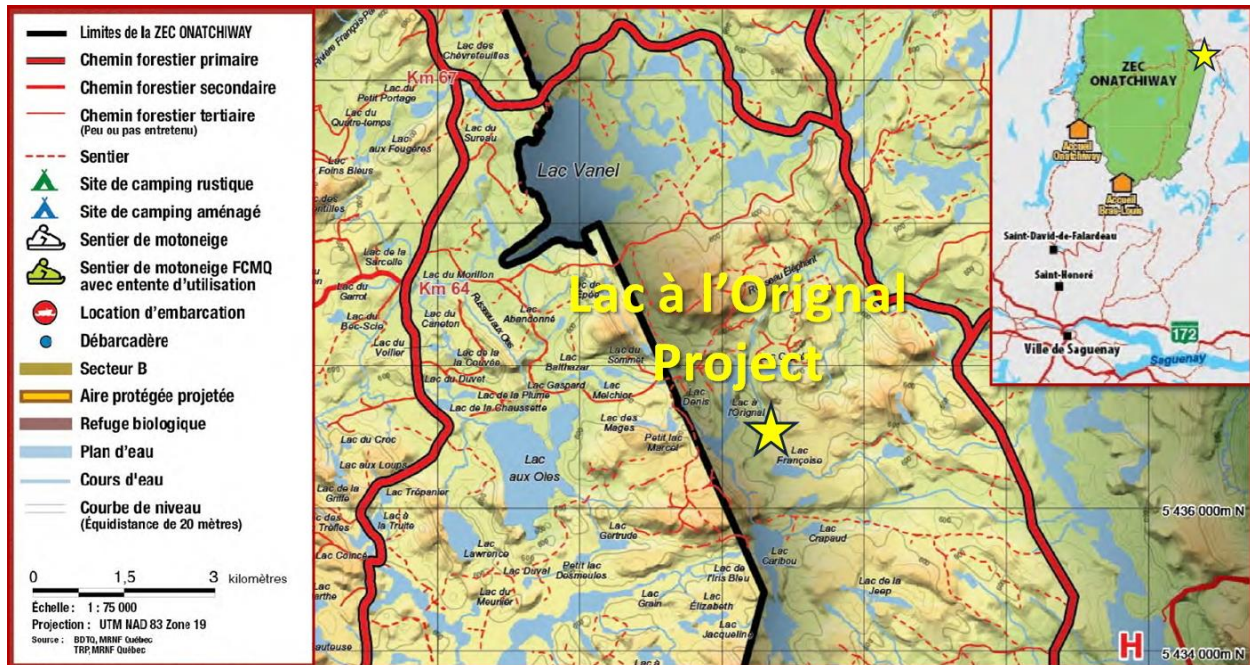 Limites de la ZEC ONATCHIWAY
Chemin forestier primaire
Chemin forestier secondaire
Chemin forestier tertiaire
(Peu ou pas entretenu)
Sentier
Site de camping rustique
Site de camping aménagé
Sentier de motoneige
Sentier de motoneige FCMQ
avec entente d'utilisation
Location d'embarcation
Débarcadère
Secteur B
Aire protégée projetée
Refuge biologique
Plan d'eau
Cours d'eau
Courbe de niveau
(Équidistance de 20 mètres)
0 1,5 3 kilomètres
Échelle : 1 : 75 000
Projection : UTM NAD 83 Zone 19
Source : BDTQ, MRNF Québec
TRP, MRNF Québec
Lac des
Chèvrefeuilles
Km 67
Lac du
Petit Portage
Lac du
Quatre-temps
Lac
aux Fougères
Lac du
Sureau
Lac
Foins Bleus
Lac Vanel
Lac de la
Sarcelle
Lac du
Garrot
Lac du Morillon
Km 64
Lac du
Bec-Scie
Lac du
Caneton
Ruisseau aux Oies
Lac
Abandonné
Lac du
Voilier
Lac de la
la Couvée
Lac
Balthazar
Lac du
Sommet
Lac à l'Orignal
Project
Lac du Duvet
Lac Gaspard
Lac de la Plume
Lac
Melchior
Lac
Denis
Lac à
l'Orignal
Lac de la Chaussette
Lac des
Mages
Petit lac
Marcel
Lac
Françoise
Lac du Croc
Lac aux Loups
Lac
aux Oies
Lac de la
Grille
Lac Trépanier
Lac des
Trèfles
Lac à
la Truite
Lac
Gertrude
Lac
Crapaud
Lac Coincé
Lac
Lawrence
Lac Duval
Petit lac
Desmeules
Lac
Caribou
Lac de
l'Iris Bleu
Lac de la
Jeep
Lac du
Meunier
Lac
Grain
Lac
Élizabeth
Lac
Jacqueline
5 436 000m N
H
5 434 000m N
ZEC
ONATCHIWAY
Accueil
Onatchiway
Accueil
Bras-Louis
Saint-David-de-Falardeau
Saint-Honoré
172
Ville de Saguenay
Saguenay